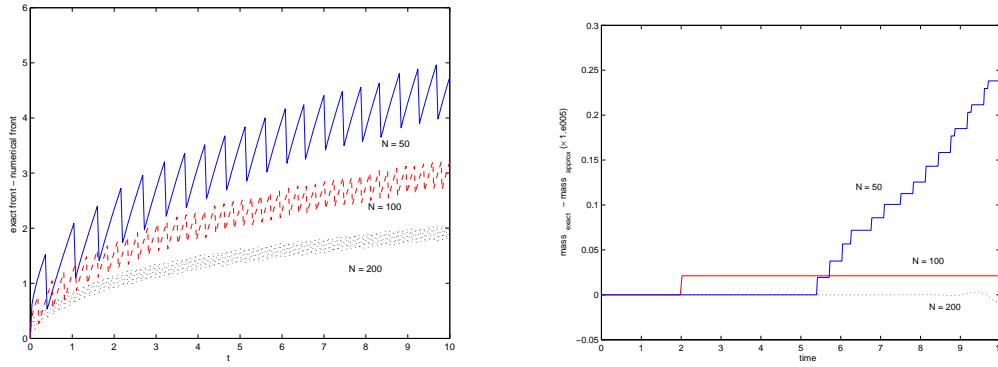 6
5
4
3
2
1
0
0 1 2 3 4 5 6 7 8 9 10
t
exact front – numerical front
N = 50
N = 100
N = 200
0.3
0.25
0.2
0.15
0.1
0.05
0
−0.05
0 1 2 3 4 5 6 7 8 9 10
time
mass exact − mass approx (× 1.e005)
N = 50
N = 100
N = 200